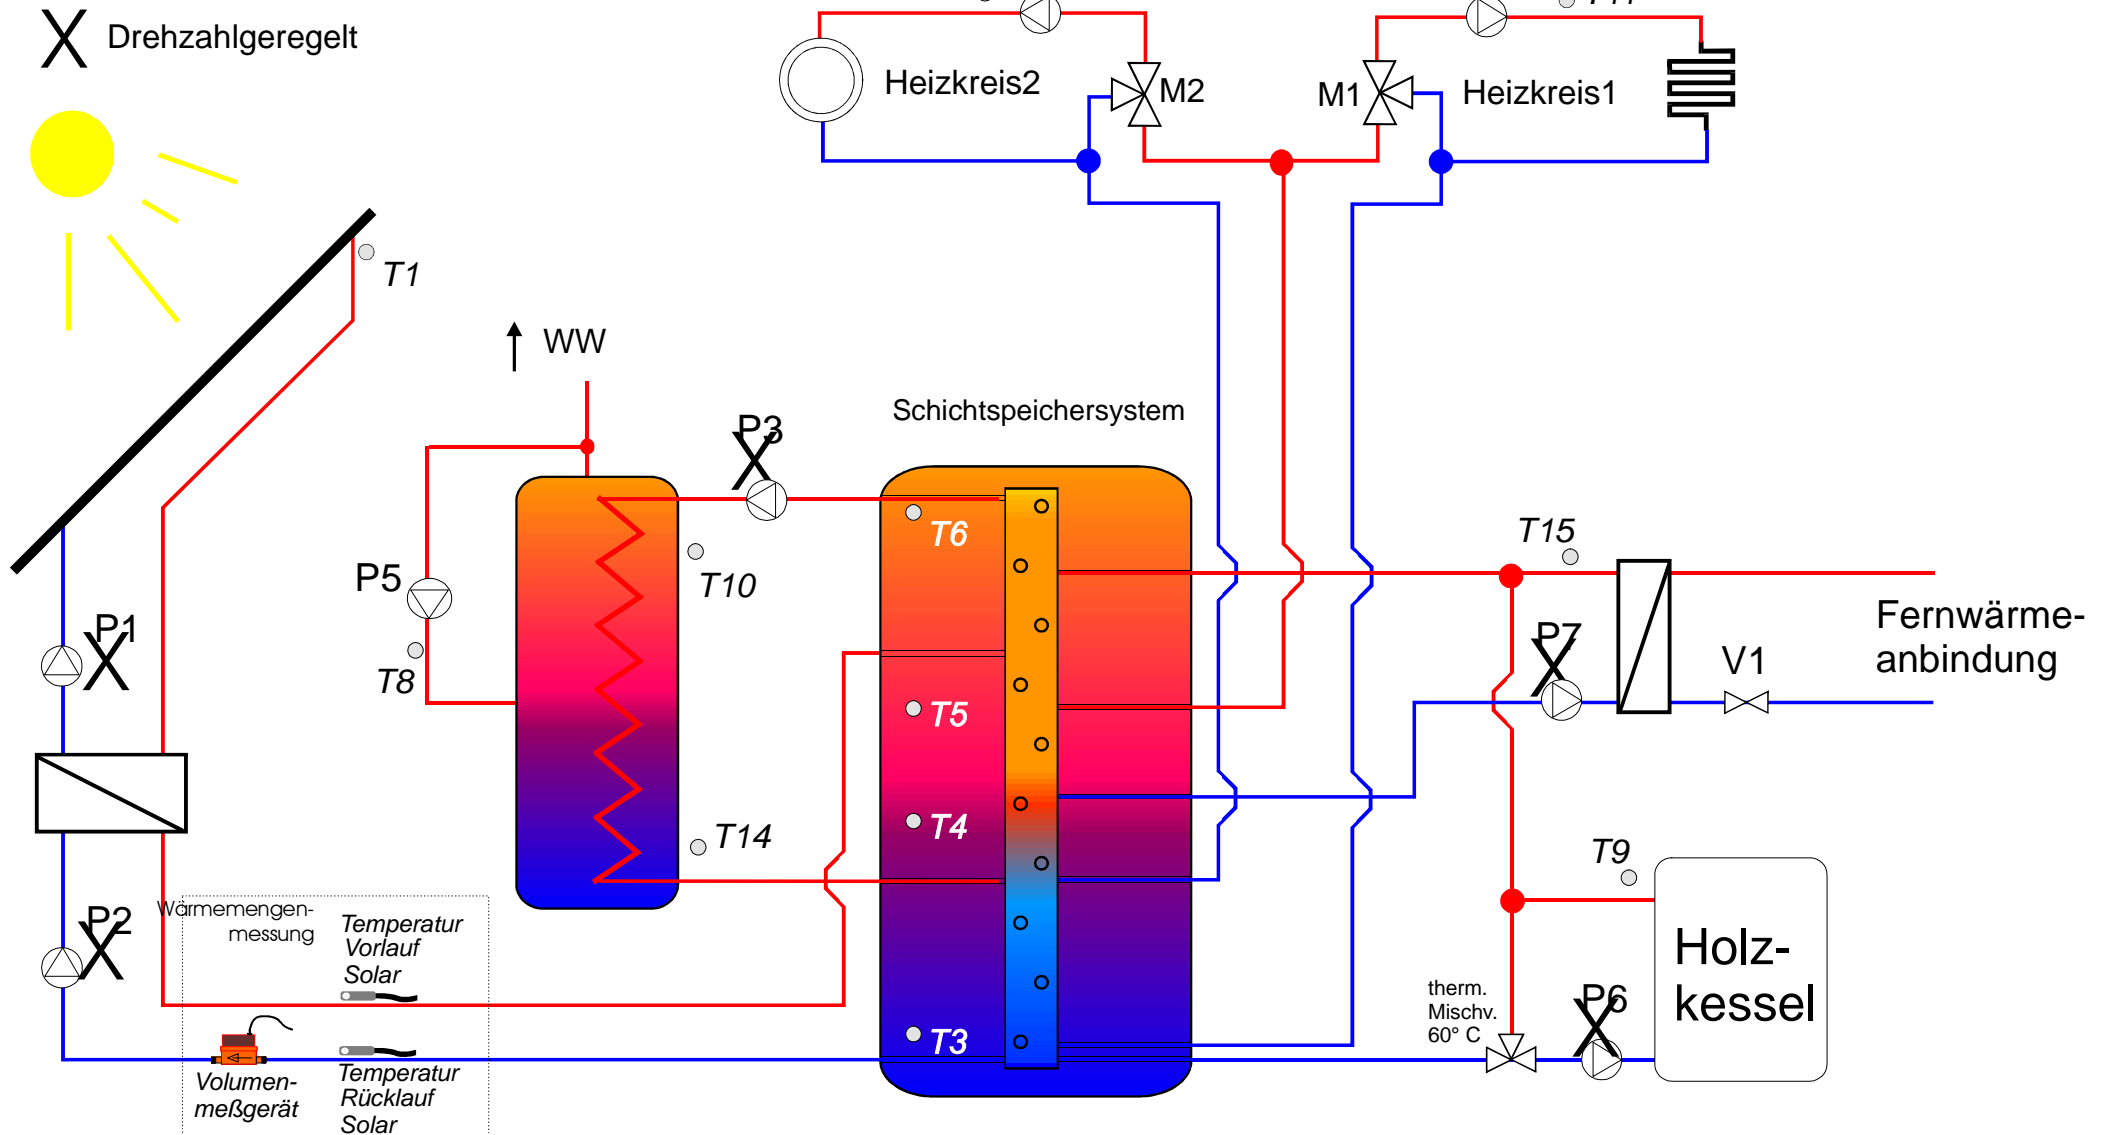 X Drehzahlgeregelt
Heizkreis2
M2
M1
Heizkreis1
T1
WW
Schichtspeichersystem
P3
T6
T15
T10
P5
P1
T8
P7
V1
Fernwärme-
anbindung
T5
T4
T14
T9
P2
Wärmemengen-
messung
Temperatur
Vorlauf
Solar
Holz-
kessel
therm.
Mischv.
60° C
P6
T3
Volumen-
meßgerät
Temperatur
Rücklauf
Solar